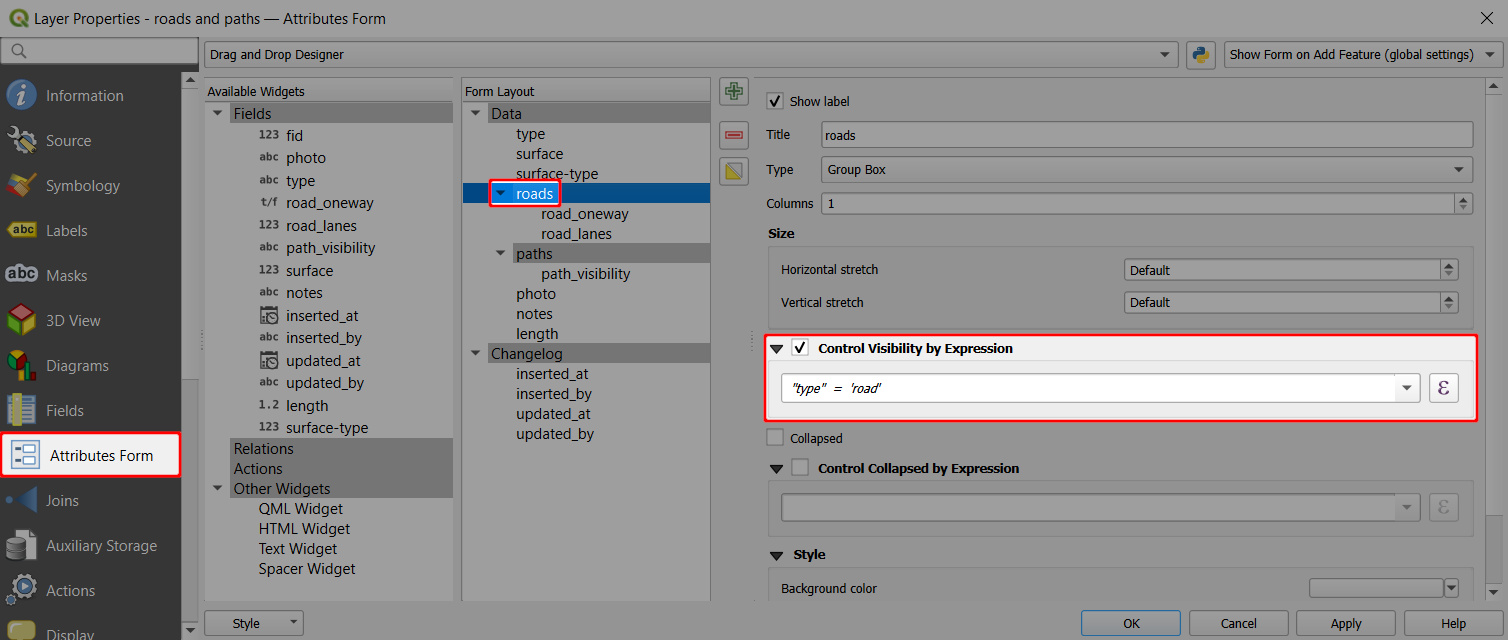 Layer Properties - roads and paths — Attributes Form
Information
Source
Symbology
abc Labels
abc Masks
3D View
Diagrams
Fields
Attributes Form
Joins
Auxiliary Storage
Actions
Display
Drag and Drop Designer
Show Form on Add Feature (global settings)
Available Widgets
Fields
123 fid
abc photo
abc type
t/f road_oneway
123 road_lanes
abc path_visibility
123 surface
abc notes
inserted_at
abc inserted_by
updated_at
abc updated_by
1.2 length
123 surface-type
Relations
Actions
Other Widgets
QML Widget
HTML Widget
Text Widget
Spacer Widget
Form Layout
Data
type
surface
surface-type
roads
road_oneway
road_lanes
paths
path_visibility
photo
notes
length
Changelog
inserted_at
inserted_by
updated_at
updated_by
Show label
Title roads
Type Group Box
Columns 1
Size
Horizontal stretch Default
Vertical stretch Default
Control Visibility by Expression
"type" = 'road' ε
Collapsed
Control Collapsed by Expression
ε
Style
Background color
Style OK Cancel Apply Help